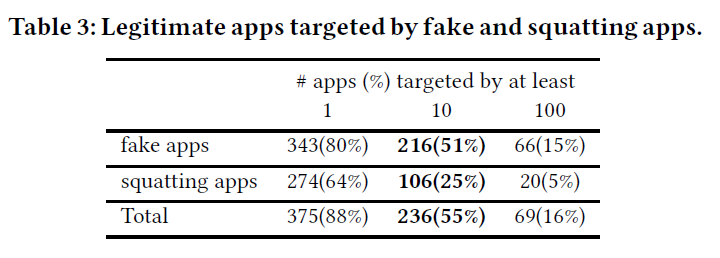 Table 3: Legitimate apps targeted by fake and squatting apps.
# apps (%) targeted by at least
1 10 100
fake apps 343(80%) 216(51%) 66(15%)
squatting apps 274(64%) 106(25%) 20(5%)
Total 375(88%) 236(55%) 69(16%)